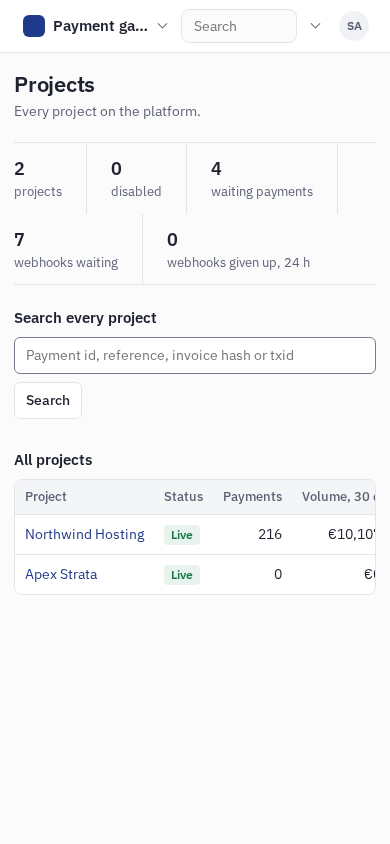 Payment ga...
Search
SA
Projects
Every project on the platform.
2
projects
0
disabled
4
waiting payments
7
webhooks waiting
0
webhooks given up, 24 h
Search every project
Payment id, reference, invoice hash or txid
Search
All projects
Project Status Payments Volume, 30
Northwind Hosting Live 216 €10,10
Apex Strata Live 0